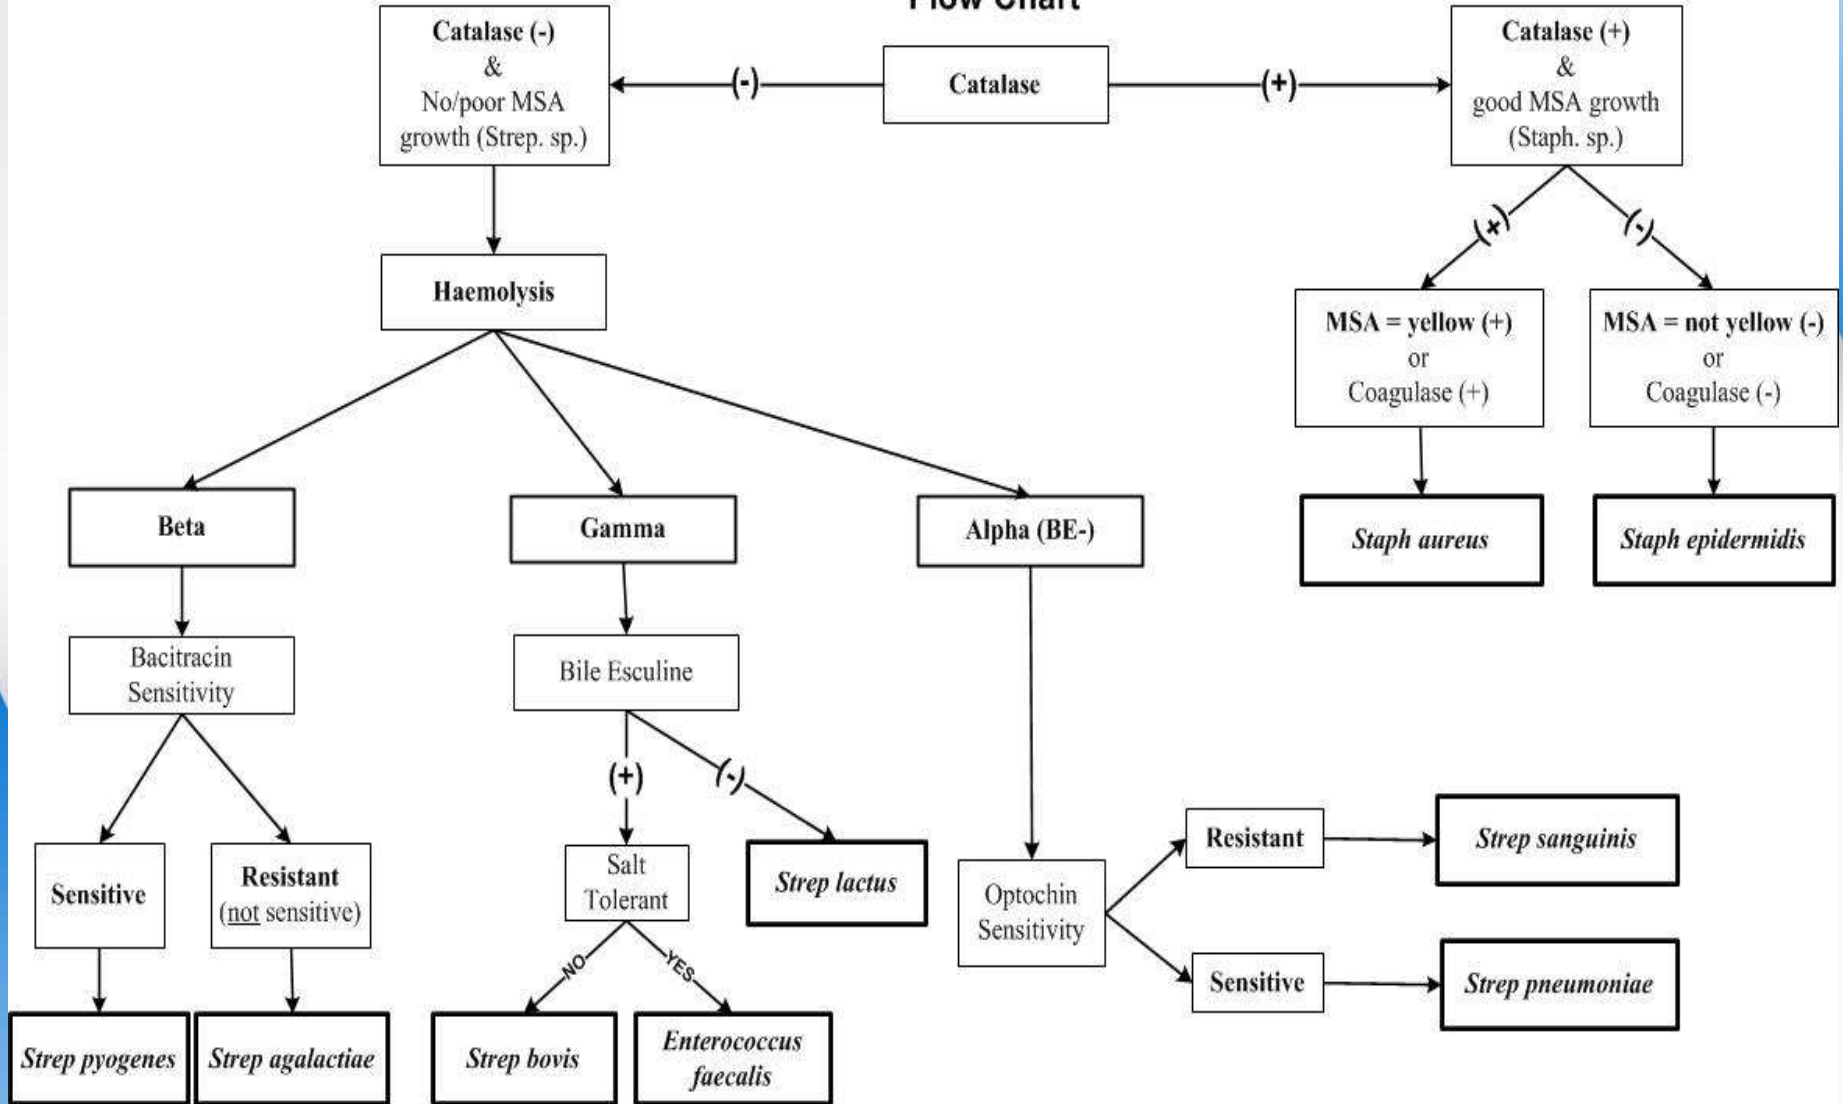 Flow Chart
Catalase (-)
&
No/poor MSA
growth (Strep. sp.)
(-)
Catalase
(+)
Catalase (+)
&
good MSA growth
(Staph. sp.)
(+)
(-)
Haemolysis
MSA = yellow (+)
or
Coagulase (+)
MSA = not yellow (-)
or
Coagulase (-)
Beta
Gamma
Alpha (BE-)
Staph aureus
Staph epidermidis
Bacitracin
Sensitivity
Bile Esculine
(+)
(-)
Sensitive
Resistant
(not sensitive)
Salt
Tolerant
Strep lactus
Optochin
Sensitivity
Resistant
Strep sanguinis
Sensitive
Strep pneumoniae
NO
YES
Strep pyogenes
Strep agalactiae
Strep bovis
Enterococcus
faecalis